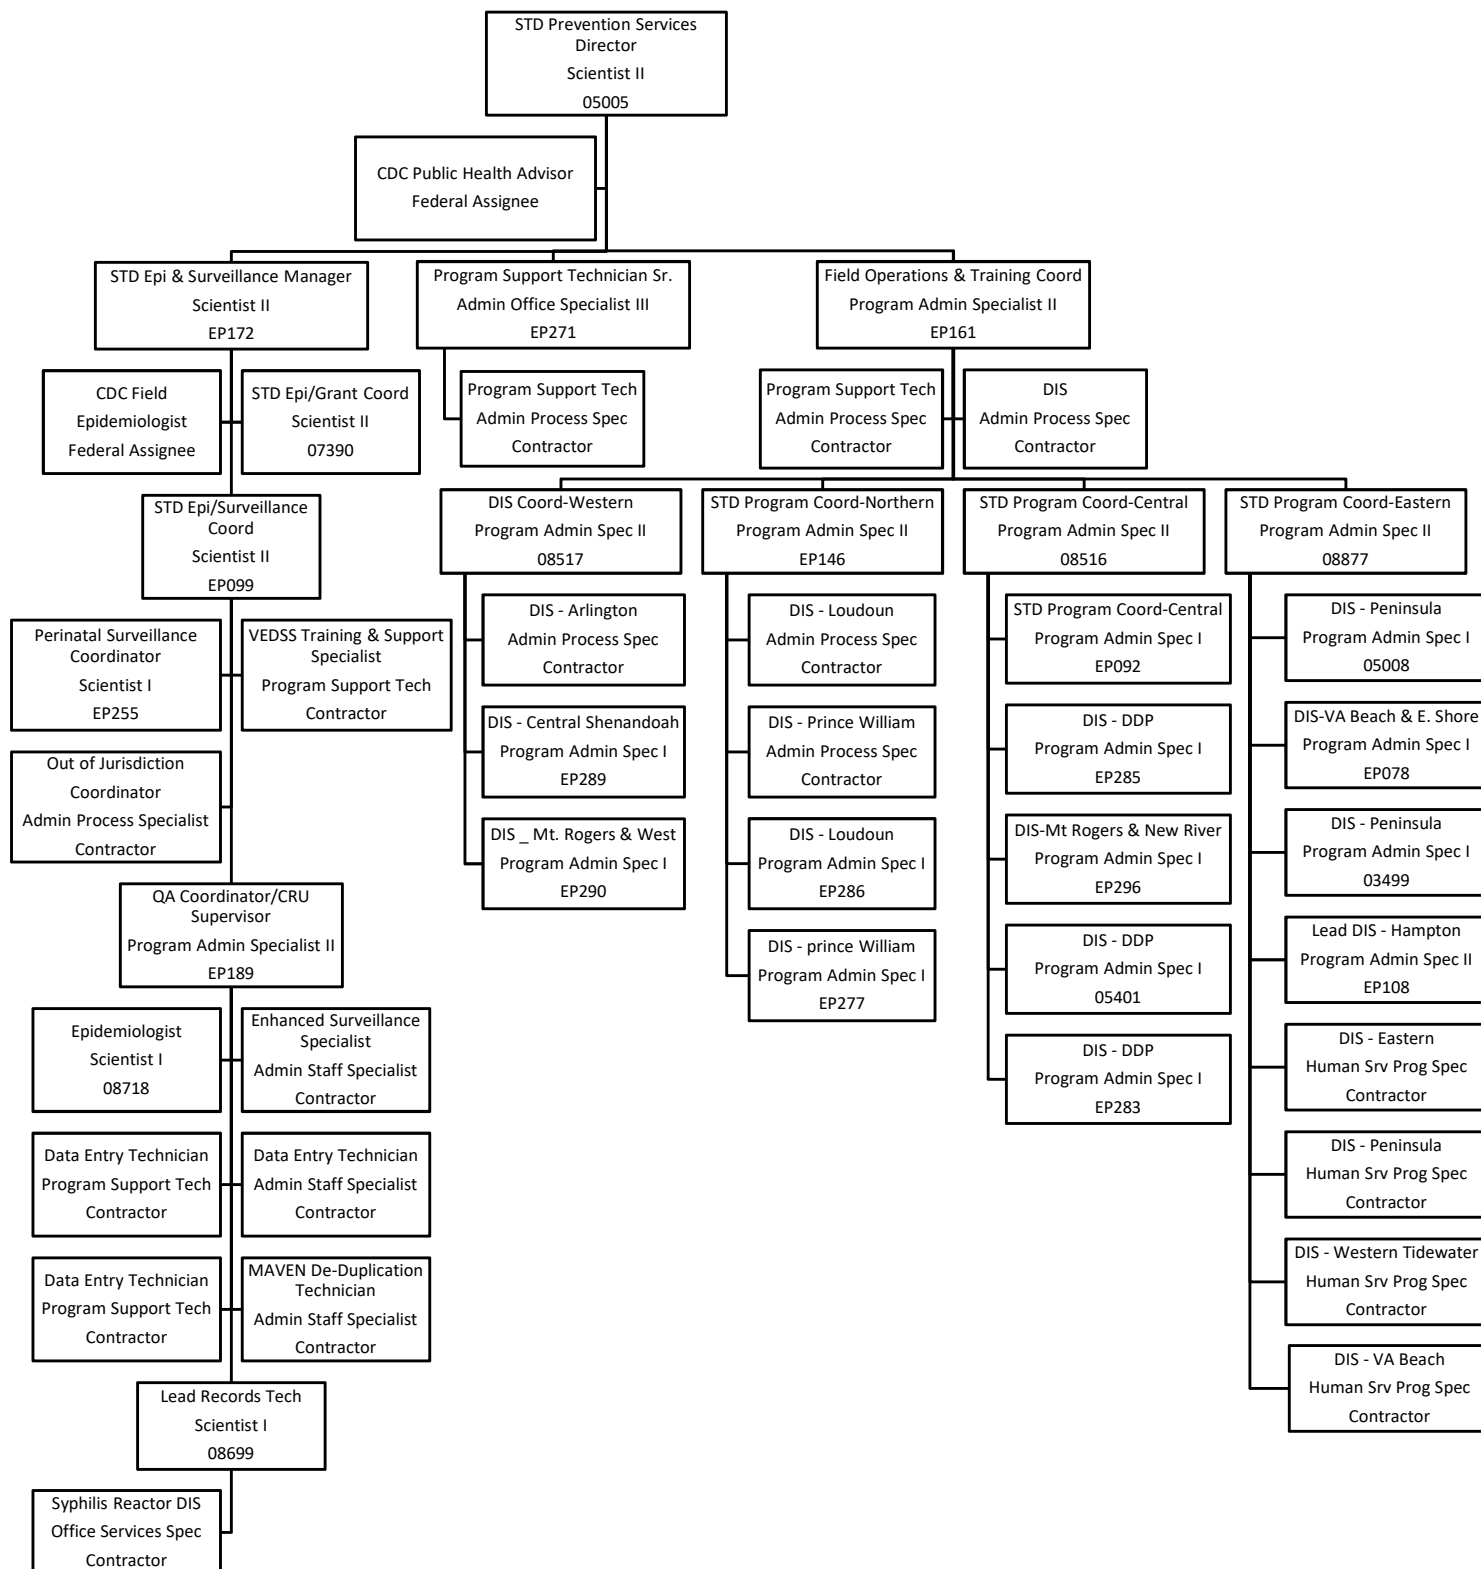 STD Prevention Services
Director
Scientist II
05005
CDC Public Health Advisor
Federal Assignee
STD Epi & Surveillance Manager
Scientist II
EP172
Program Support Technician Sr.
Admin Office Specialist III
EP271
Field Operations & Training Coord
Program Admin Specialist II
EP161
CDC Field
Epidemiologist
Federal Assignee
STD Epi/Grant Coord
Scientist II
07390
Program Support Tech
Admin Process Spec
Contractor
Program Support Tech
Admin Process Spec
Contractor
DIS
Admin Process Spec
Contractor
STD Epi/Surveillance
Coord
Scientist II
EP099
DIS Coord-Western
Program Admin Spec II
08517
STD Program Coord-Northern
Program Admin Spec II
EP146
STD Program Coord-Central
Program Admin Spec II
08516
STD Program Coord-Eastern
Program Admin Spec II
08877
Perinatal Surveillance
Coordinator
Scientist I
EP255
VEDSS Training & Support
Specialist
Program Support Tech
Contractor
Out of Jurisdiction
Coordinator
Admin Process Specialist
Contractor
QA Coordinator/CRU
Supervisor
Program Admin Specialist II
EP189
Epidemiologist
Scientist I
08718
Enhanced Surveillance
Specialist
Admin Staff Specialist
Contractor
Data Entry Technician
Program Support Tech
Contractor
Data Entry Technician
Admin Staff Specialist
Contractor
Data Entry Technician
Program Support Tech
Contractor
MAVEN De-Duplication
Technician
Admin Staff Specialist
Contractor
Lead Records Tech
Scientist I
08699
Syphilis Reactor DIS
Office Services Spec
Contractor
DIS - Arlington
Admin Process Spec
Contractor
DIS - Central Shenandoah
Program Admin Spec I
EP289
DIS _ Mt. Rogers & West
Program Admin Spec I
EP290
DIS - Loudoun
Admin Process Spec
Contractor
DIS - Prince William
Admin Process Spec
Contractor
DIS - Loudoun
Program Admin Spec I
EP286
DIS - prince William
Program Admin Spec I
EP277
STD Program Coord-Central
Program Admin Spec I
EP092
DIS - DDP
Program Admin Spec I
EP285
DIS-Mt Rogers & New River
Program Admin Spec I
EP296
DIS - DDP
Program Admin Spec I
05401
DIS - DDP
Program Admin Spec I
EP283
DIS - Peninsula
Program Admin Spec I
05008
DIS-VA Beach & E. Shore
Program Admin Spec I
EP078
DIS - Peninsula
Program Admin Spec I
03499
Lead DIS - Hampton
Program Admin Spec II
EP108
DIS - Eastern
Human Srv Prog Spec
Contractor
DIS - Peninsula
Human Srv Prog Spec
Contractor
DIS - Western Tidewater
Human Srv Prog Spec
Contractor
DIS - VA Beach
Human Srv Prog Spec
Contractor